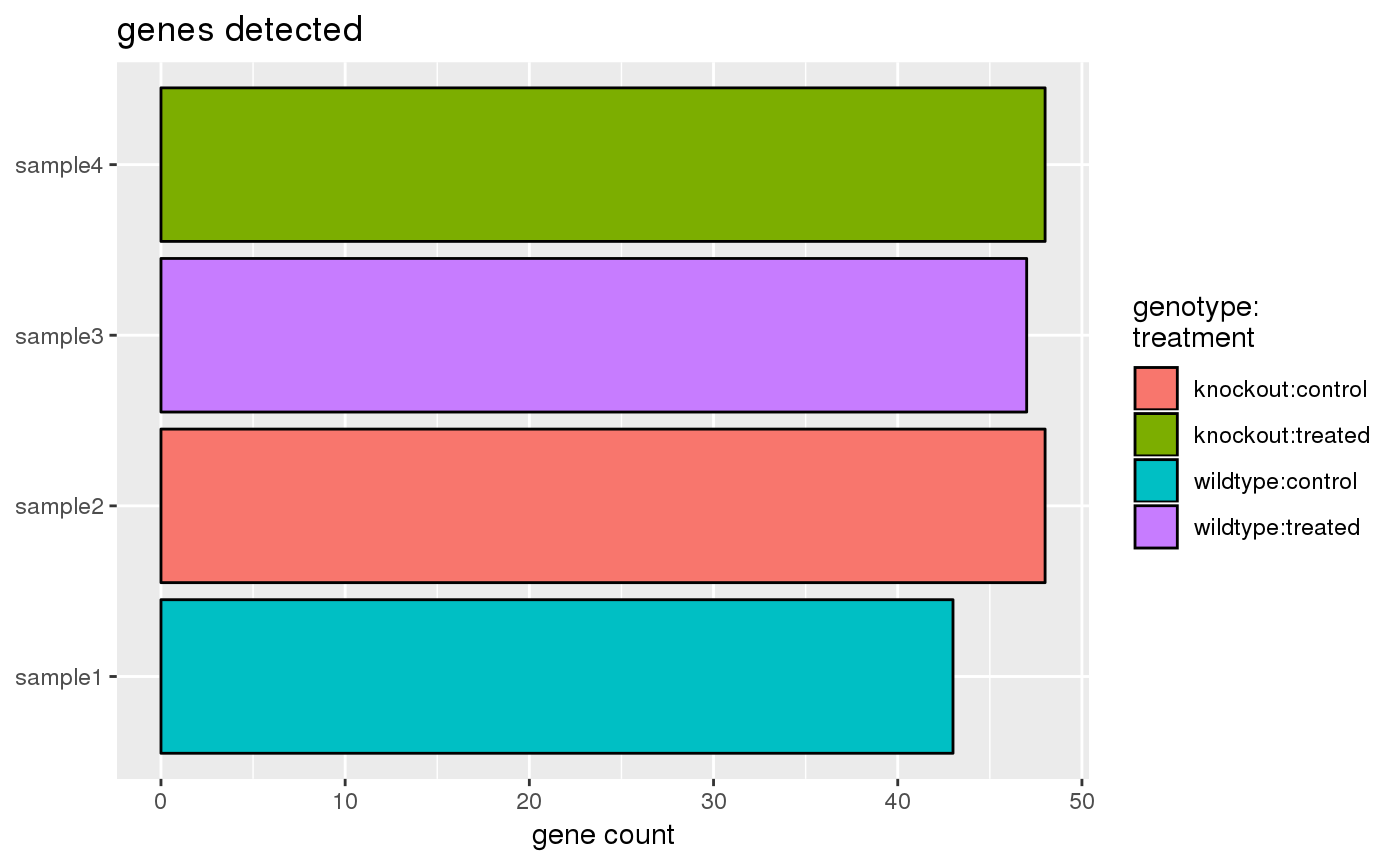 genes detected
sample4
sample3
sample2
sample1
0 10 20 30 40 50
gene count
genotype:
treatment
knockout:control
knockout:treated
wildtype:control
wildtype:treated